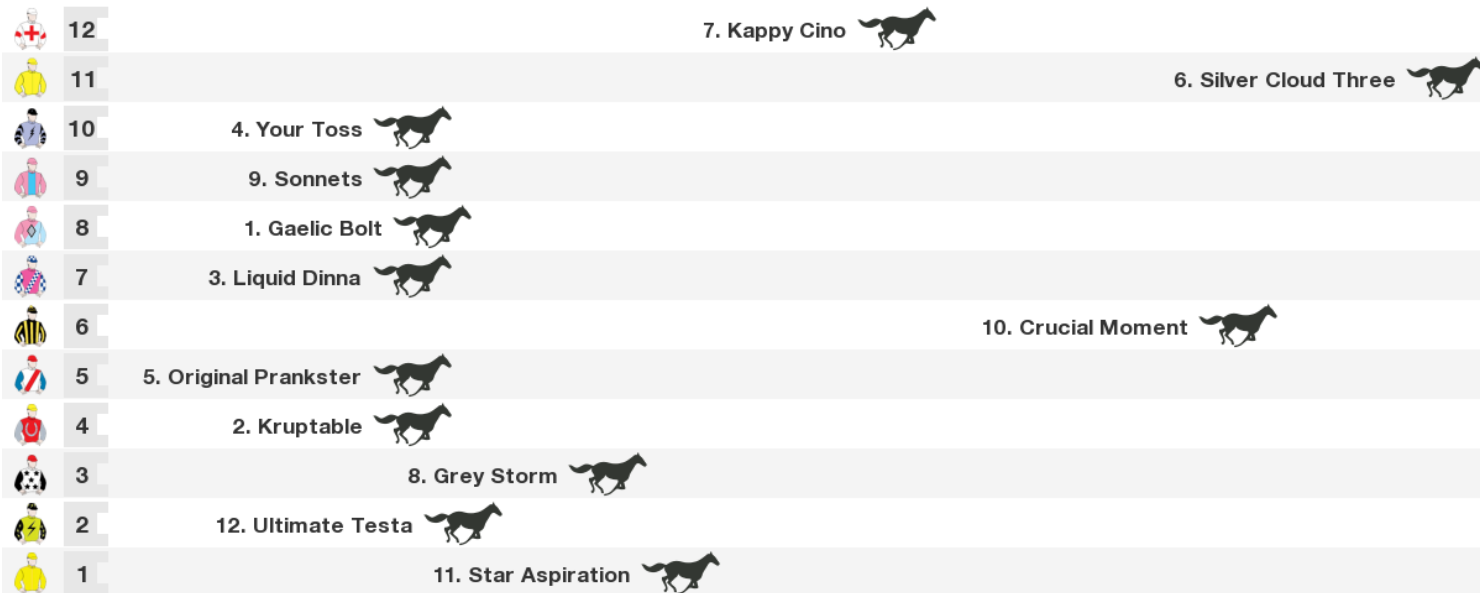 12 7. Kappy Cino
11 6. Silver Cloud Three
10 4. Your Toss
9 9. Sonnets
8 1. Gaelic Bolt
7 3. Liquid Dinna
6 10. Crucial Moment
5 5. Original Prankster
4 2. Kruptable
3 8. Grey Storm
2 12. Ultimate Testa
1 11. Star Aspiration